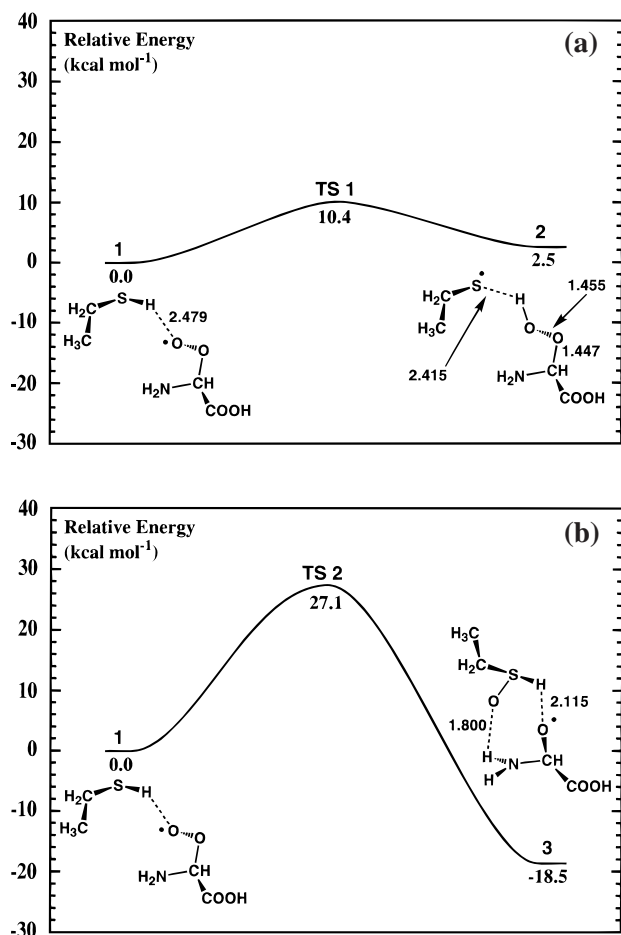 40
Relative Energy
(kcal mol-1)
(a)
30
20
10
TS 1
10.4
0
1
0.0
2
2.5
S
H
H2C
H3C
2.479
•O
O
H2N
CH
COOH
-10
-20
-30
S•
H2C
H3C
H
1.455
O
O
1.447
2.415
H2N
CH
COOH
40
Relative Energy
(kcal mol-1)
(b)
30
TS 2
27.1
20
10
0
1
0.0
S
H
H2C
H3C
•O
O
H2N
CH
COOH
-10
-20
-30
H3C
H2C
S
H
O
2.115
1.800
O•
H
N
H
CH
COOH
3
-18.5